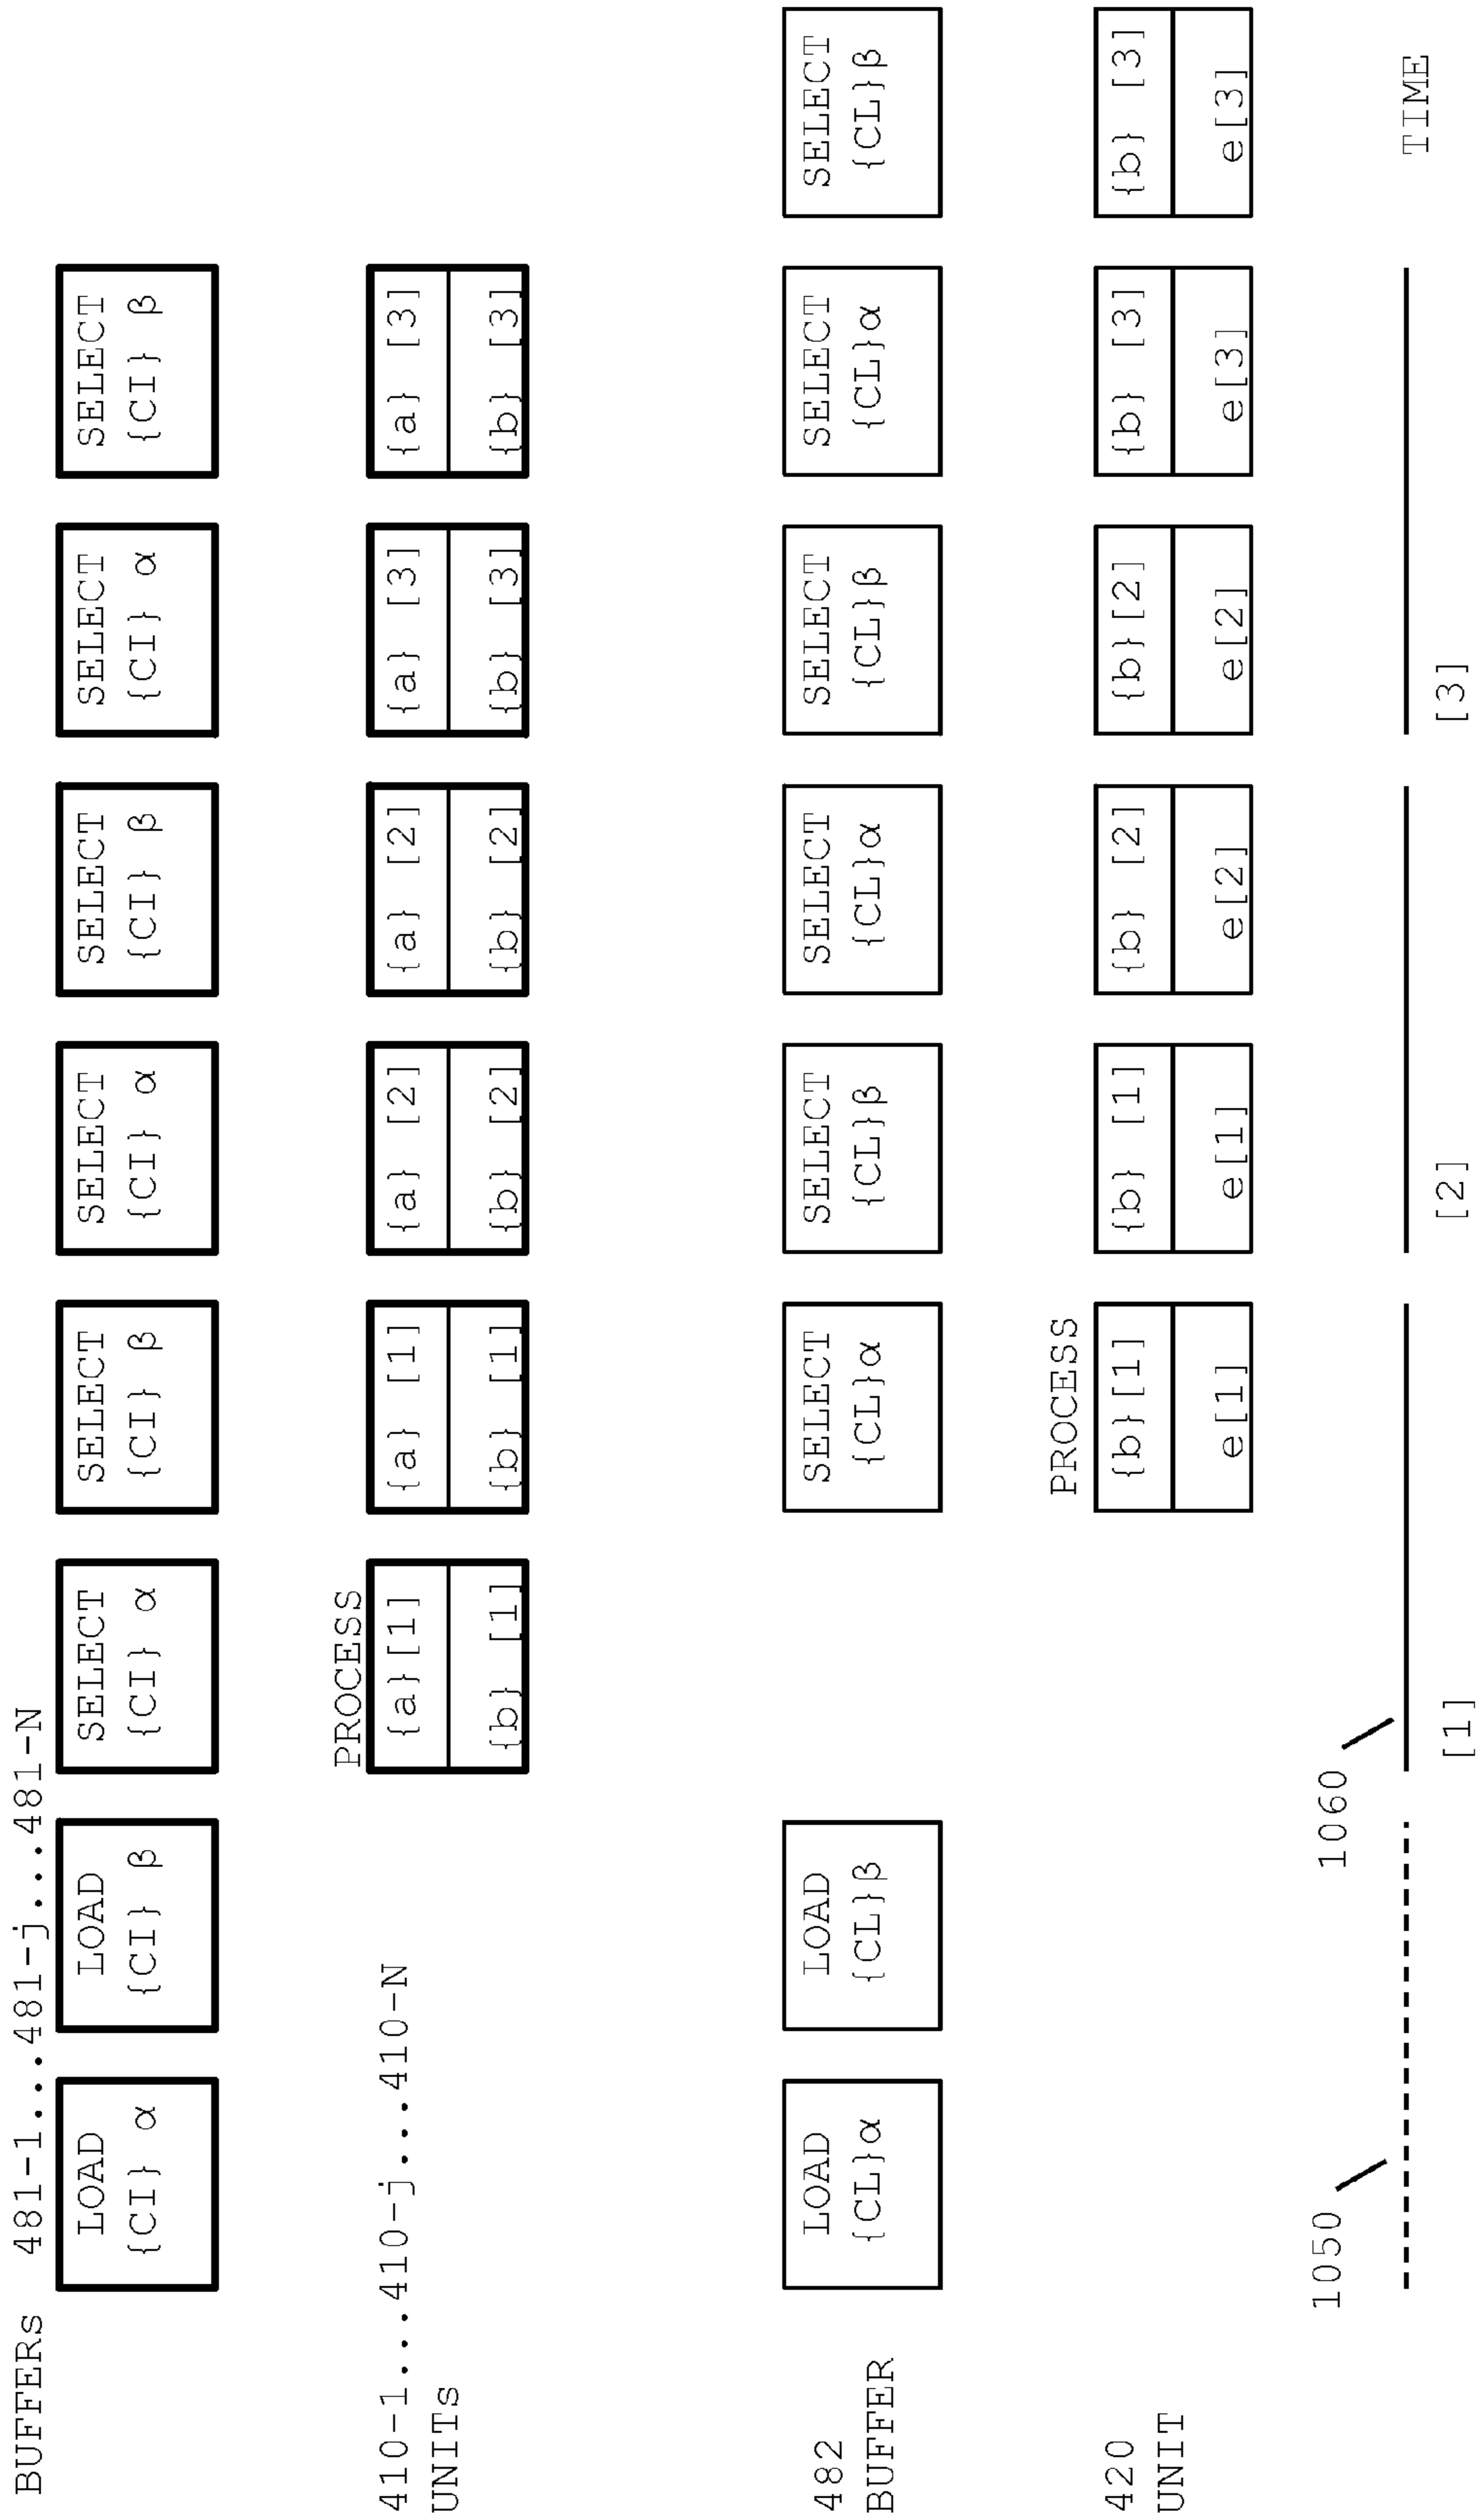 BUFFERs 481-1...481-j...481-N
LOAD
{CI} α
LOAD
{CI} β
SELECT
{CI} α
SELECT
{CI} β
SELECT
{CI} α
SELECT
{CI} β
SELECT
{CI} α
SELECT
{CI} β
410-1...410-j...410-N
UNITs
PROCESS
{a}[1]
{b} [1]
{a} [1]
{b} [1]
{a} [2]
{b} [2]
{a} [2]
{b} [2]
{a} [3]
{b} [3]
{a} [3]
{b} [3]
482
BUFFER
LOAD
{CL}α
LOAD
{CL}β
SELECT
{CL}α
SELECT
{CL}β
SELECT
{CL}α
SELECT
{CL}β
SELECT
{CL}α
SELECT
{CL}β
420
UNIT
PROCESS
{b}[1]
e[1]
{b} [1]
e[1]
{b} [2]
e[2]
{b}[2]
e[2]
{b} [3]
e[3]
{b} [3]
e[3]
1050
1060
TIME
[1]
[2]
[3]